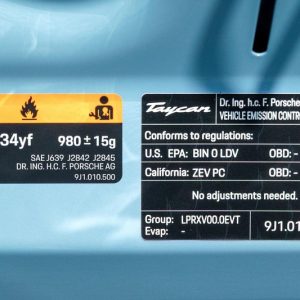 34yf 980 ± 15g
SAE J639 J2842 J2845
DR. ING. H.C. F. PORSCHE AG
9J1.010.500
Taycan
Dr. Ing. h.c. F. Porsche
VEHICLE EMISSION CONTR
Conforms to regulations:
U.S. EPA: BIN 0 LDV OBD: -
California: ZEV PC OBD: -
No adjustments needed.
Group: LPRXV00.0EVT
Evap: -
9J1.01